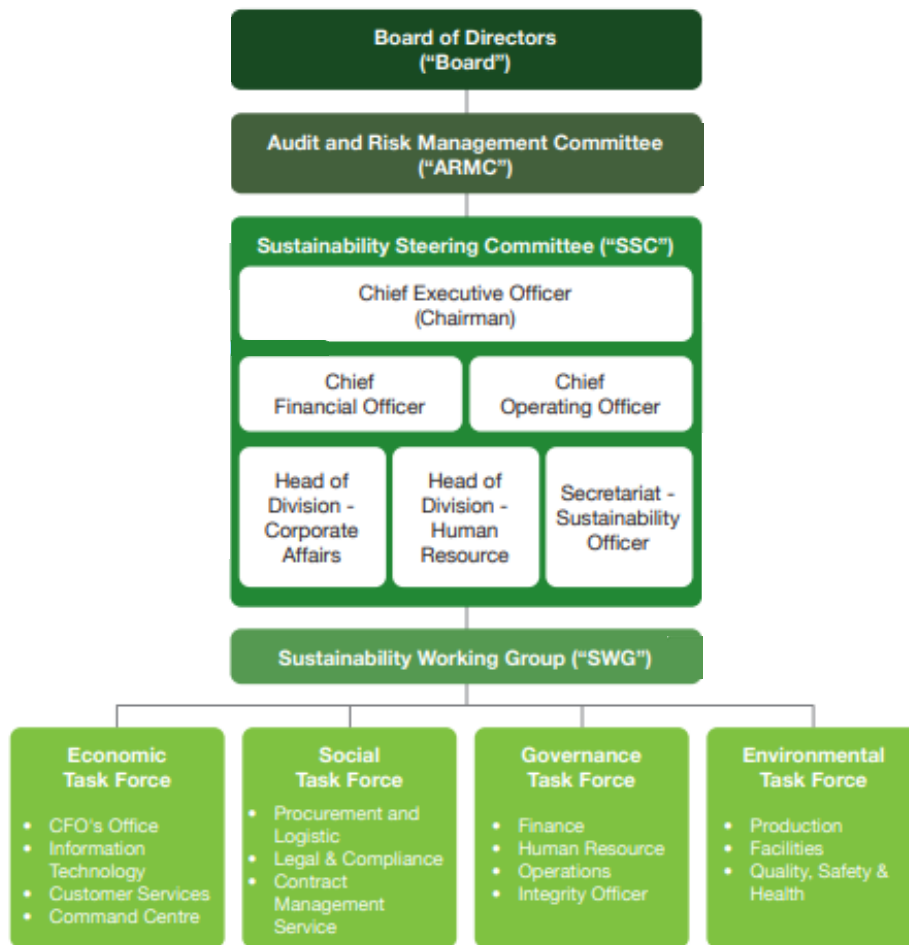 Board of Directors
(“Board”)
Audit and Risk Management Committee
(“ARMC”)
Sustainability Steering Committee (“SSC”)
Chief Executive Officer
(Chairman)
Chief
Financial Officer
Chief
Operating Officer
Head of
Division -
Corporate
Affairs
Head of
Division -
Human
Resource
Secretariat -
Sustainability
Officer
Sustainability Working Group (“SWG”)
Economic
Task Force
• CFO's Office
• Information
Technology
• Customer Services
• Command Centre
Social
Task Force
• Procurement and
Logistic
• Legal & Compliance
• Contract
Management
Service
Governance
Task Force
• Finance
• Human Resource
• Operations
• Integrity Officer
Environmental
Task Force
• Production
• Facilities
• Quality, Safety &
Health